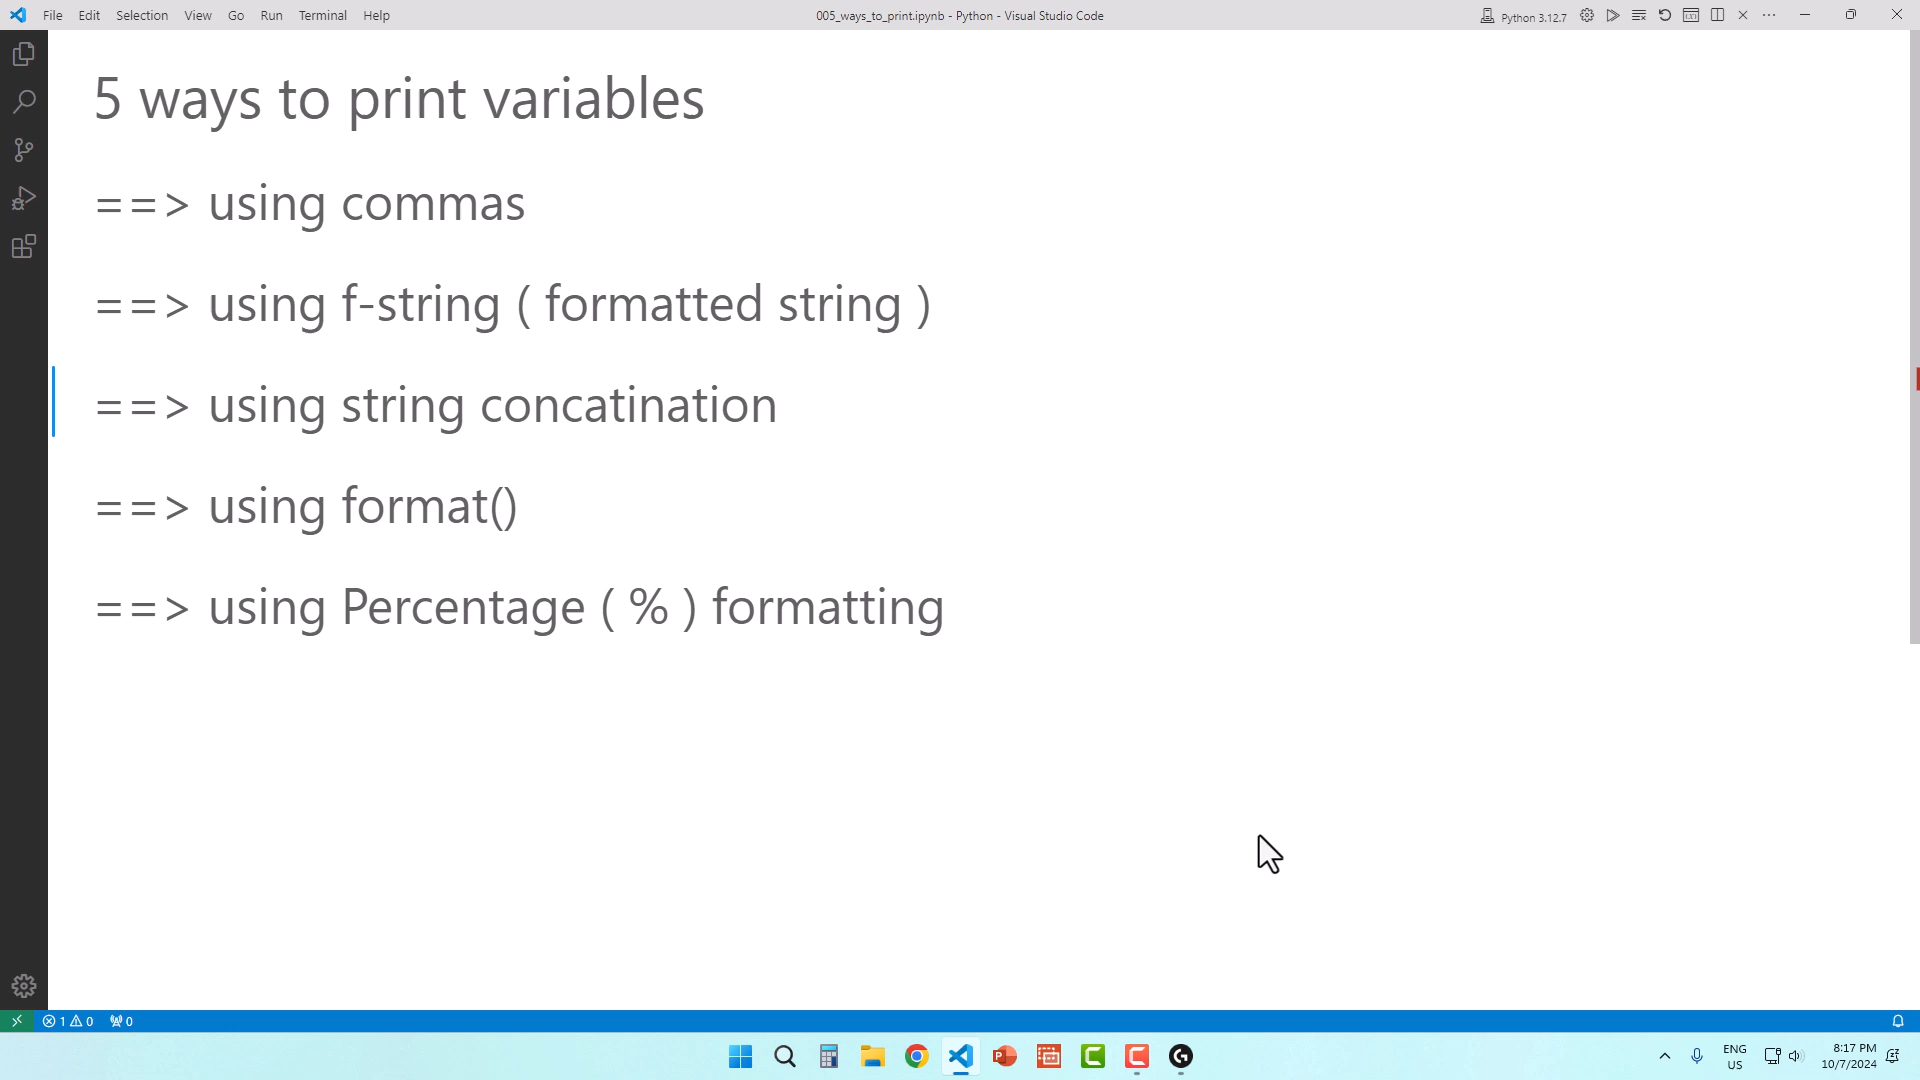 File Edit Selection View Go Run Terminal Help 005_ways_to_print.ipynb - Python - Visual Studio Code Python 3.12.7
5 ways to print variables
==> using commas
==> using f-string ( formatted string )
==> using string concatination
==> using format()
==> using Percentage ( % ) formatting
1 0 0
ENG 8:17 PM
US 10/7/2024